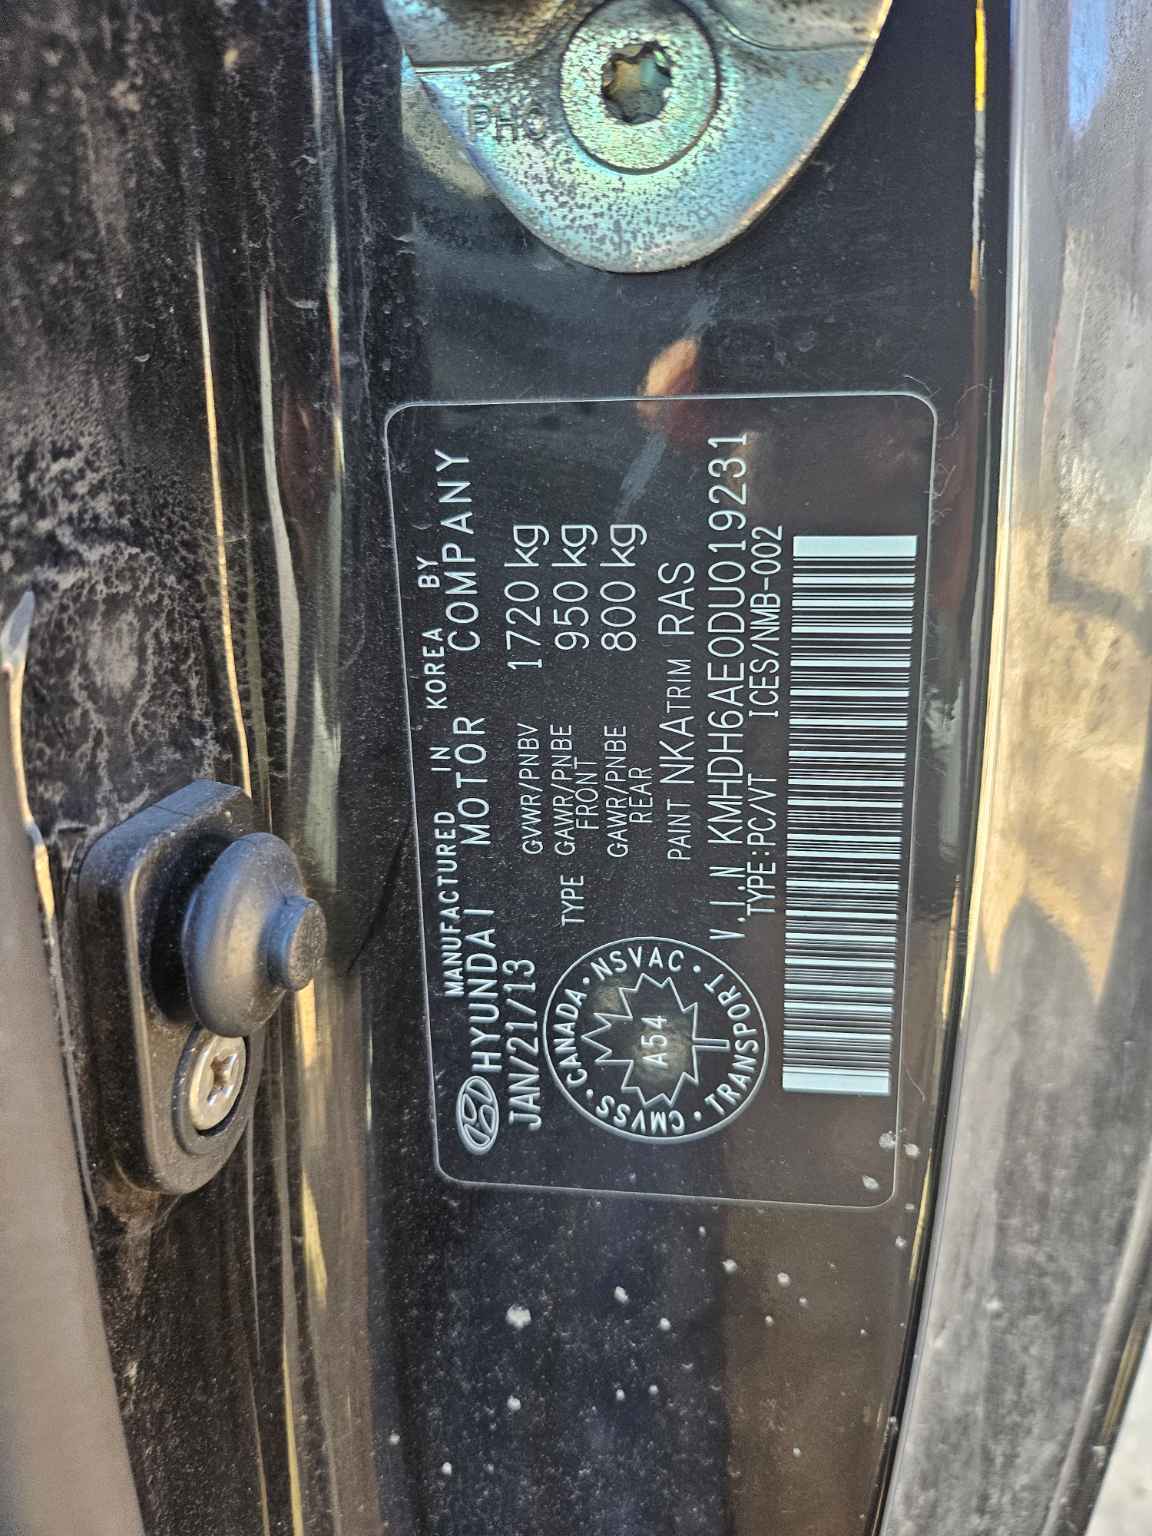 PHC
MANUFACTURED IN KOREA BY
HYUNDAI MOTOR COMPANY
JAN/21/13
GVWR/PNBV 1720 kg
TYPE GAWR/PNBE FRONT 950 kg
GAWR/PNBE REAR 800 kg
PAINT NKA TRIM RAS
CMVSS · CANADA · NSVAC · TRANSPORT ·
A54
V.I.N KMHDH6AE0DU019231
TYPE:PC/VT ICES/NMB-002